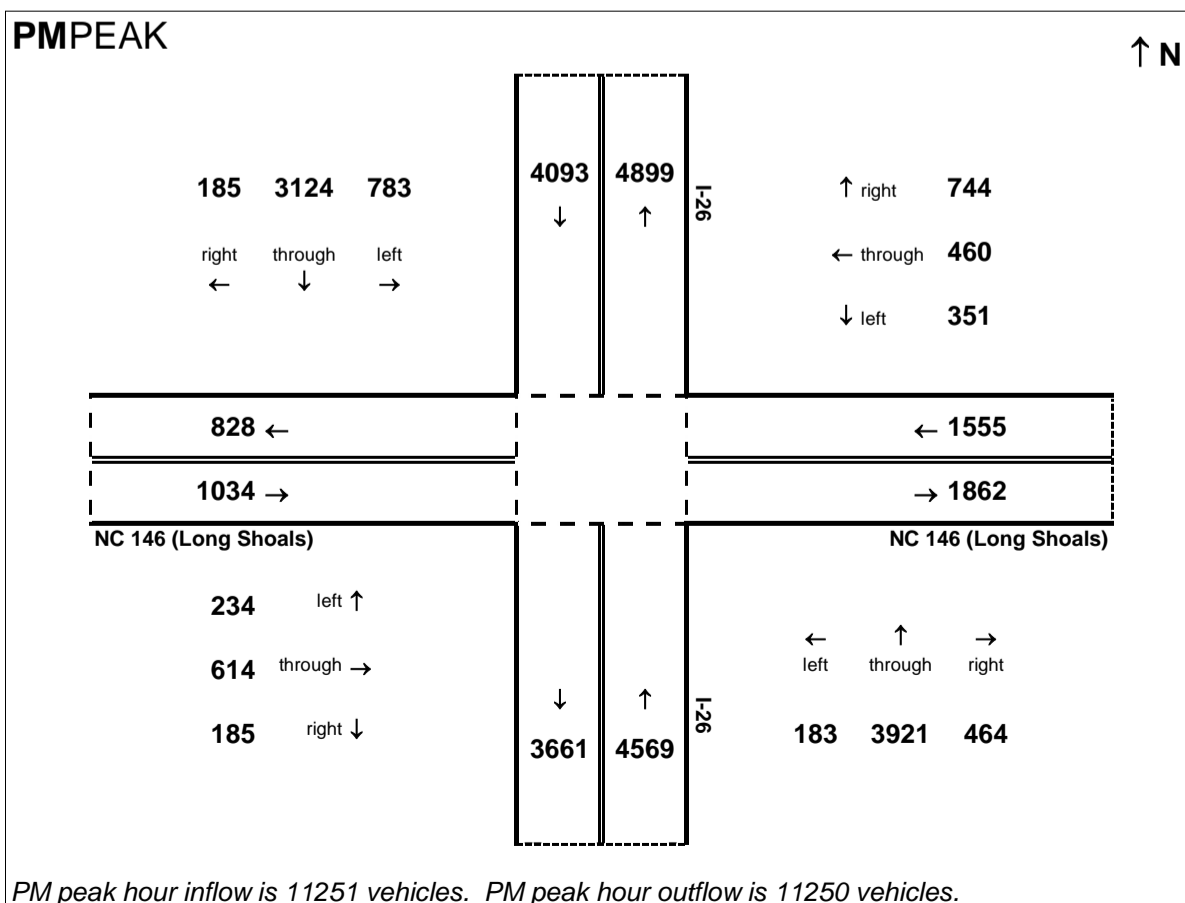 PMPEAK
↑ N
185 3124 783
right through left
← ↓ →
4093 4899
↓ ↑
I-26
↑ right 744
← through 460
↓ left 351
828 ←
← 1555
1034 →
→ 1862
NC 146 (Long Shoals)
NC 146 (Long Shoals)
234 left ↑
614 through →
185 right ↓
↓ ↑
3661 4569
I-26
← ↑ →
left through right
183 3921 464
PM peak hour inflow is 11251 vehicles. PM peak hour outflow is 11250 vehicles.